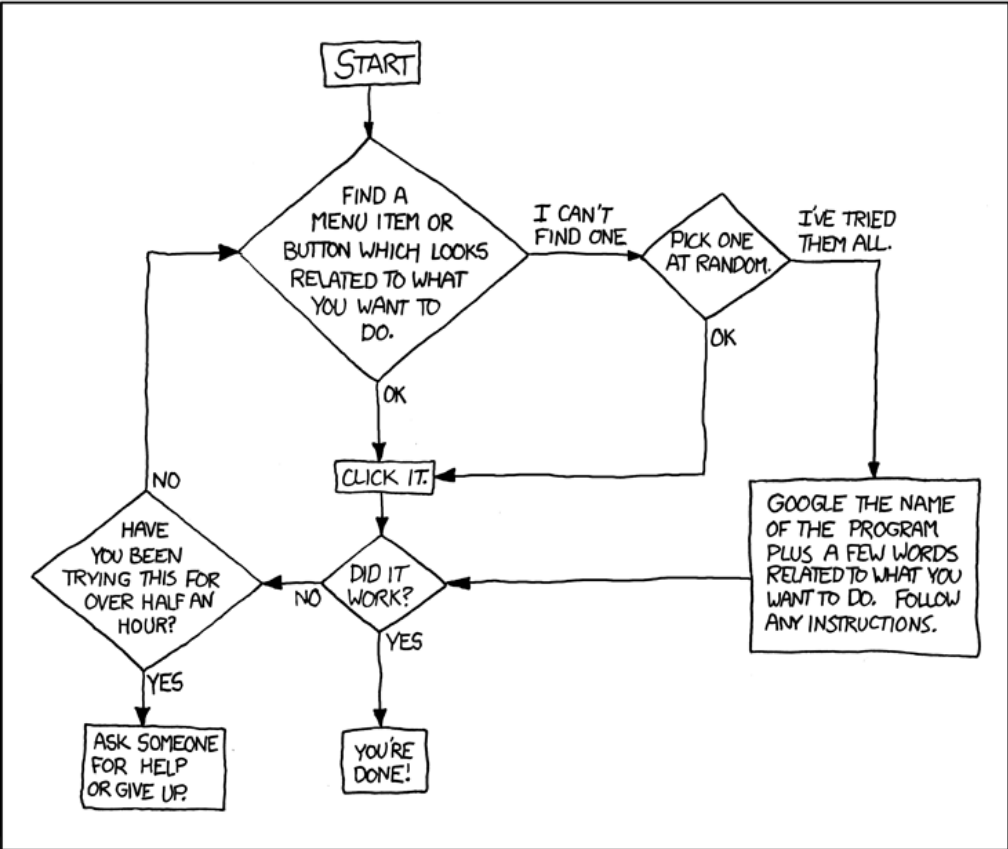 START
FIND A
MENU ITEM OR
BUTTON WHICH LOOKS
RELATED TO WHAT
YOU WANT TO
DO.
I CAN'T
FIND ONE
PICK ONE
AT RANDOM.
I'VE TRIED
THEM ALL.
OK
OK
CLICK IT.
NO
HAVE
YOU BEEN
TRYING THIS FOR
OVER HALF AN
HOUR?
NO
DID IT
WORK?
GOOGLE THE NAME
OF THE PROGRAM
PLUS A FEW WORDS
RELATED TO WHAT YOU
WANT TO DO. FOLLOW
ANY INSTRUCTIONS.
YES
YES
ASK SOMEONE
FOR HELP
OR GIVE UP.
YOU'RE
DONE!